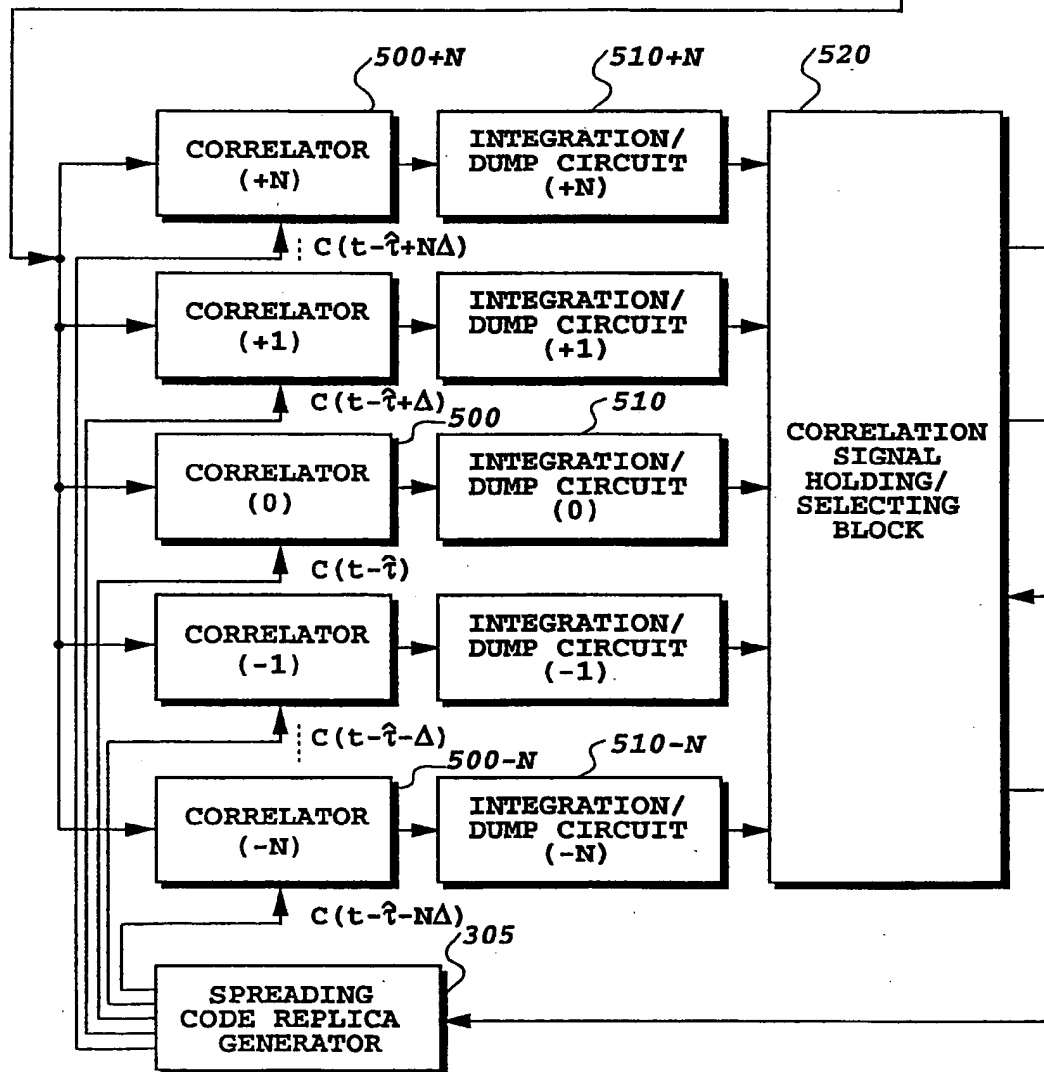 500+N
510+N
520
CORRELATOR
(+N)
INTEGRATION/
DUMP CIRCUIT
(+N)
C(t-τ̂+NΔ)
CORRELATOR
(+1)
INTEGRATION/
DUMP CIRCUIT
(+1)
C(t-τ̂+Δ)
500
510
CORRELATOR
(0)
INTEGRATION/
DUMP CIRCUIT
(0)
CORRELATION
SIGNAL
HOLDING/
SELECTING
BLOCK
C(t-τ̂)
CORRELATOR
(-1)
INTEGRATION/
DUMP CIRCUIT
(-1)
C(t-τ̂-Δ)
500-N
510-N
CORRELATOR
(-N)
INTEGRATION/
DUMP CIRCUIT
(-N)
C(t-τ̂-NΔ)
305
SPREADING
CODE REPLICA
GENERATOR